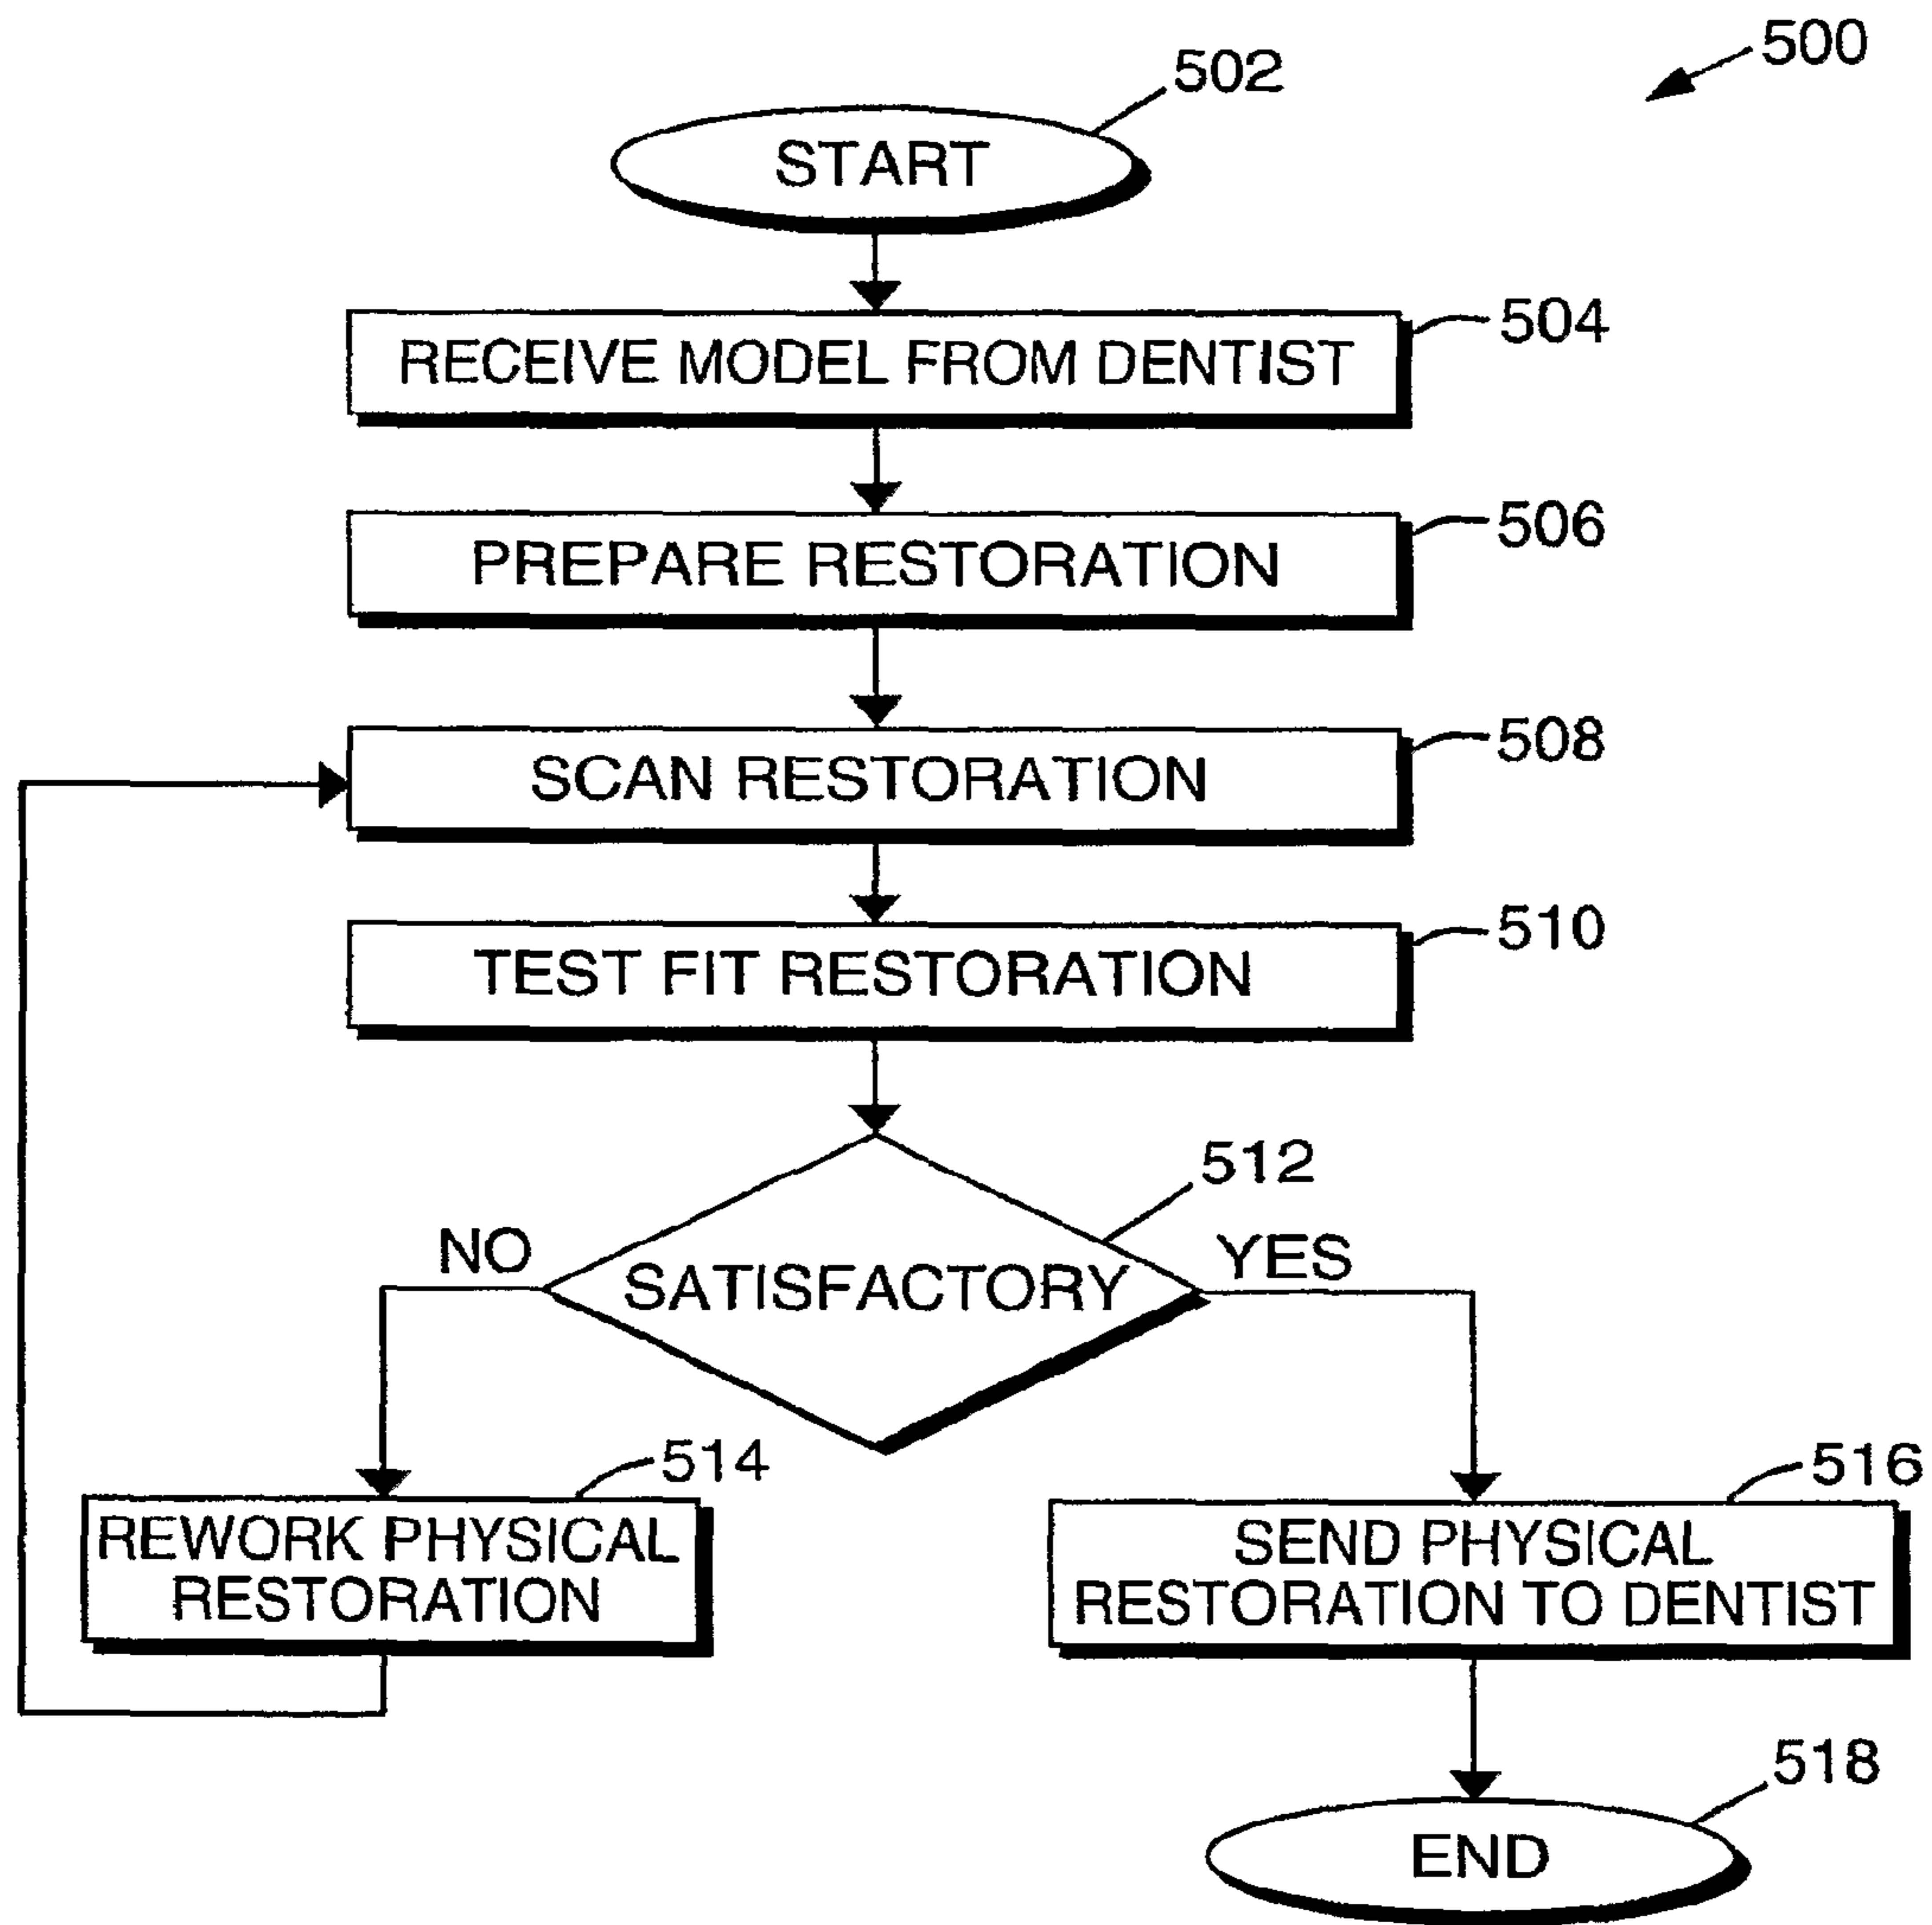 500
502
START
504
RECEIVE MODEL FROM DENTIST
506
PREPARE RESTORATION
508
SCAN RESTORATION
510
TEST FIT RESTORATION
512
NO
SATISFACTORY
YES
514
REWORK PHYSICAL
RESTORATION
516
SEND PHYSICAL
RESTORATION TO DENTIST
518
END